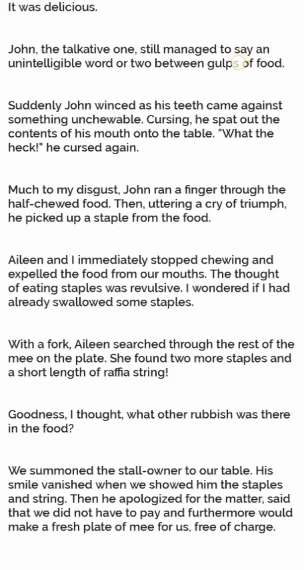 It was delicious.
John, the talkative one, still managed to say an
unintelligible word or two between gulps of food.
Suddenly John winced as his teeth came against
something unchewable. Cursing, he spat out the
contents of his mouth onto the table. "What the
heck!" he cursed again.
Much to my disgust, John ran a finger through the
half-chewed food. Then, uttering a cry of triumph,
he picked up a staple from the food.
Aileen and I immediately stopped chewing and
expelled the food from our mouths. The thought
of eating staples was revulsive. I wondered if I had
already swallowed some staples.
With a fork, Aileen searched through the rest of the
mee on the plate. She found two more staples and
a short length of raffia string!
Goodness, I thought, what other rubbish was there
in the food?
We summoned the stall-owner to our table. His
smile vanished when we showed him the staples
and string. Then he apologized for the matter, said
that we did not have to pay and furthermore would
make a fresh plate of mee for us, free of charge.